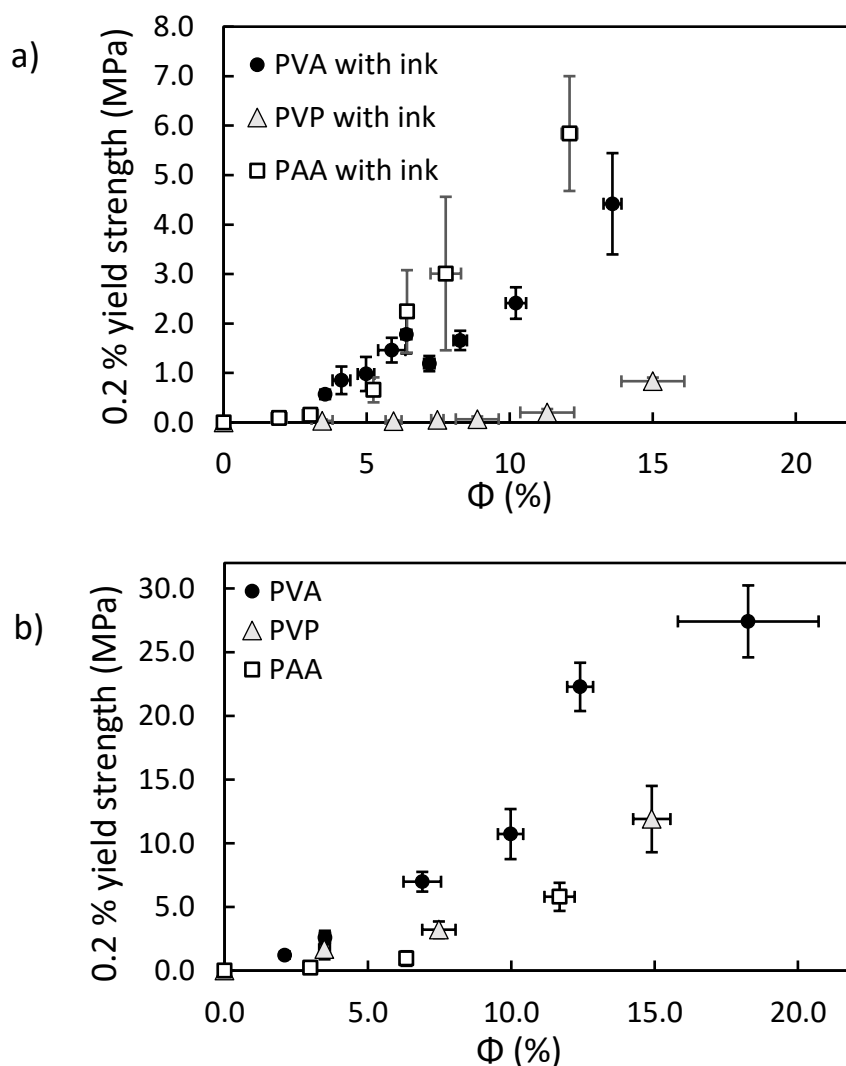 a)
0.2 % yield strength (MPa)
8.0
7.0
6.0
5.0
4.0
3.0
2.0
1.0
0.0
PVA with ink
PVP with ink
PAA with ink
0 5 10 15 20
Φ (%)
b)
0.2 % yield strength (MPa)
30.0
25.0
20.0
15.0
10.0
5.0
0.0
PVA
PVP
PAA
0.0 5.0 10.0 15.0 20.0
Φ (%)